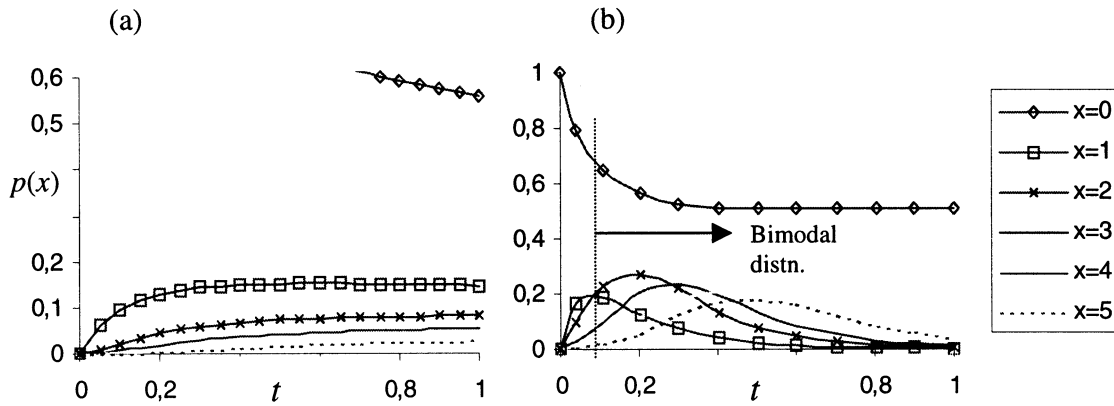 (a)
0,6
0,5
p(x)
0,2
0,1
0
0
0,2
t
0,8
1
(b)
1
0,8
0,6
0,4
0,2
0
Bimodal
distn.
0
0,2
t
0,8
1
x=0
x=1
x=2
x=3
x=4
x=5